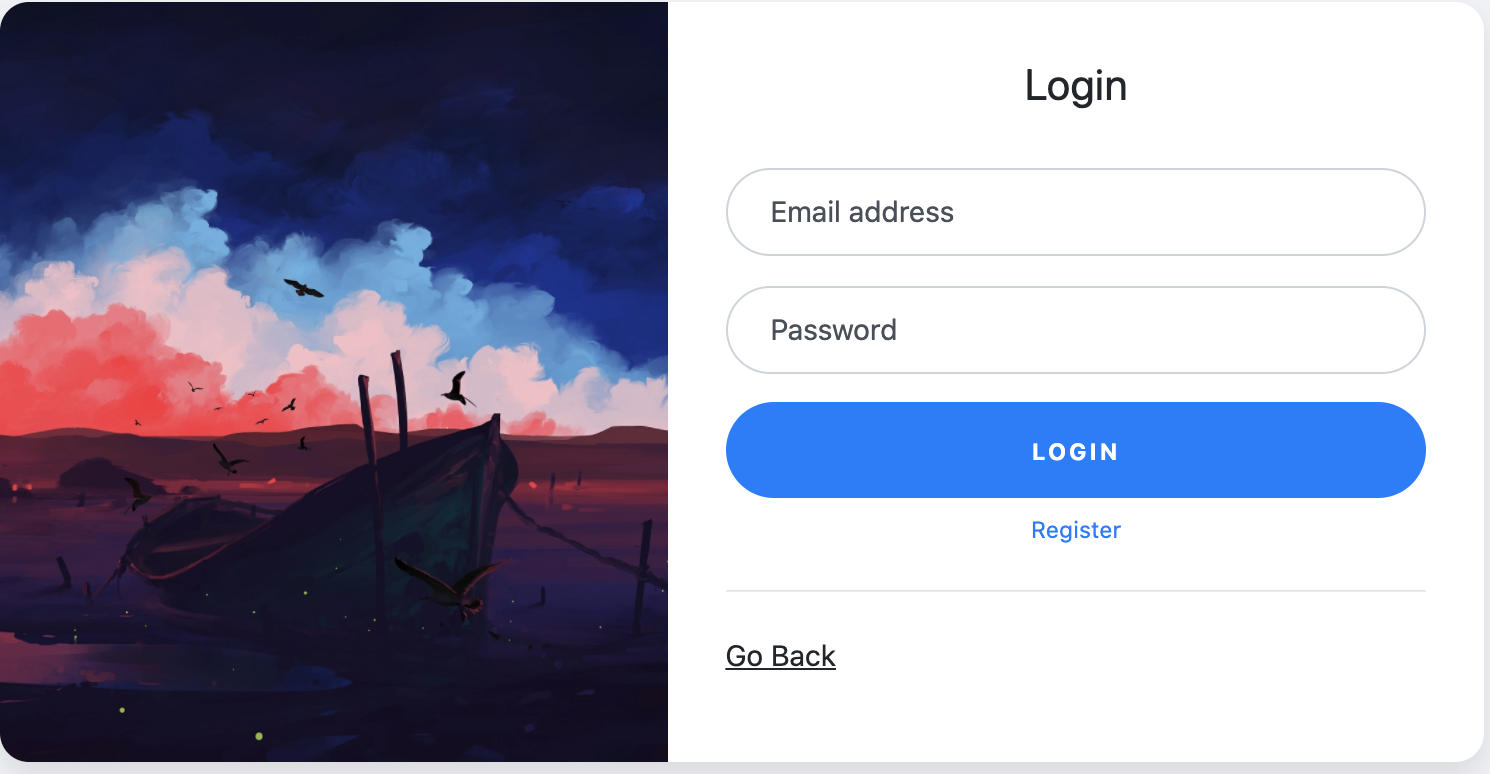 Login
Email address
Password
LOGIN
Register
Go Back